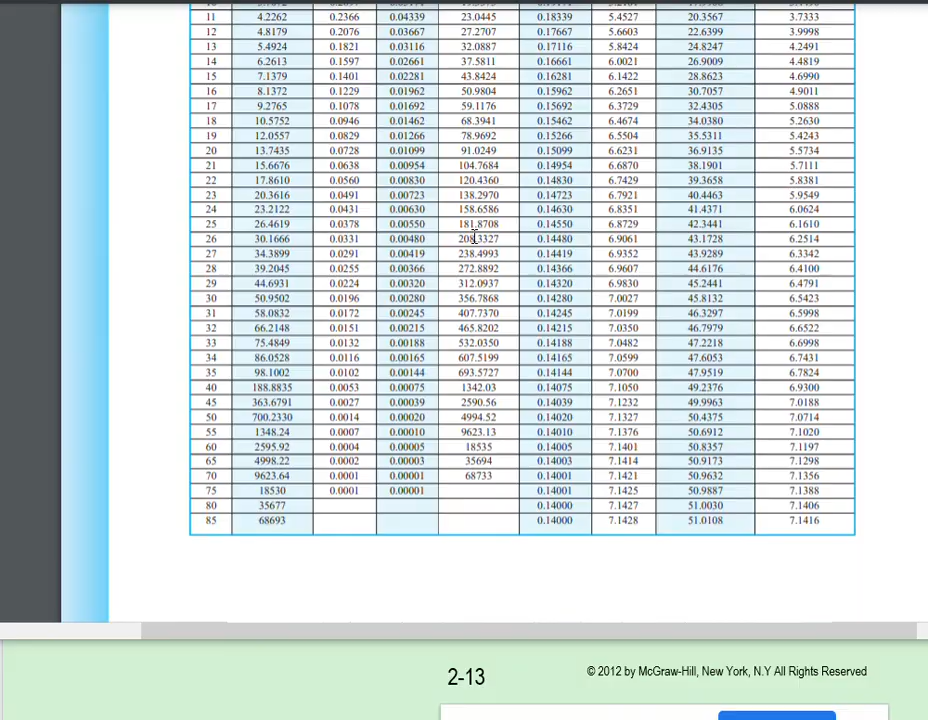 11 4.2262 0.2366 0.04339 23.0445 0.18339 5.4527 20.3567 3.7333
12 4.8179 0.2076 0.03667 27.2707 0.17667 5.6603 22.6399 3.9998
13 5.4924 0.1821 0.03116 32.0887 0.17116 5.8424 24.8247 4.2491
14 6.2613 0.1597 0.02661 37.5811 0.16661 6.0021 26.9009 4.4819
15 7.1379 0.1401 0.02281 43.8424 0.16281 6.1422 28.8623 4.6990
16 8.1372 0.1229 0.01962 50.9804 0.15962 6.2651 30.7057 4.9011
17 9.2765 0.1078 0.01692 59.1176 0.15692 6.3729 32.4305 5.0888
18 10.5752 0.0946 0.01462 68.3941 0.15462 6.4674 34.0380 5.2630
19 12.0557 0.0829 0.01266 78.9692 0.15266 6.5504 35.5311 5.4243
20 13.7435 0.0728 0.01099 91.0249 0.15099 6.6231 36.9135 5.5734
21 15.6676 0.0638 0.00954 104.7684 0.14954 6.6870 38.1901 5.7111
22 17.8610 0.0560 0.00830 120.4360 0.14830 6.7429 39.3658 5.8381
23 20.3616 0.0491 0.00723 138.2970 0.14723 6.7921 40.4463 5.9549
24 23.2122 0.0431 0.00630 158.6586 0.14630 6.8351 41.4371 6.0624
25 26.4619 0.0378 0.00550 181.8708 0.14550 6.8729 42.3441 6.1610
26 30.1666 0.0331 0.00480 208.3327 0.14480 6.9061 43.1728 6.2514
27 34.3899 0.0291 0.00419 238.4993 0.14419 6.9352 43.9289 6.3342
28 39.2045 0.0255 0.00366 272.8892 0.14366 6.9607 44.6176 6.4100
29 44.6931 0.0224 0.00320 312.0937 0.14320 6.9830 45.2441 6.4791
30 50.9502 0.0196 0.00280 356.7868 0.14280 7.0027 45.8132 6.5423
31 58.0832 0.0172 0.00245 407.7370 0.14245 7.0199 46.3297 6.5998
32 66.2148 0.0151 0.00215 465.8202 0.14215 7.0350 46.7979 6.6522
33 75.4849 0.0132 0.00188 532.0350 0.14188 7.0482 47.2218 6.6998
34 86.0528 0.0116 0.00165 607.5199 0.14165 7.0599 47.6053 6.7431
35 98.1002 0.0102 0.00144 693.5727 0.14144 7.0700 47.9519 6.7824
40 188.8835 0.0053 0.00075 1342.03 0.14075 7.1050 49.2376 6.9300
45 363.6791 0.0027 0.00039 2590.56 0.14039 7.1232 49.9963 7.0188
50 700.2330 0.0014 0.00020 4994.52 0.14020 7.1327 50.4375 7.0714
55 1348.24 0.0007 0.00010 9623.13 0.14010 7.1376 50.6912 7.1020
60 2595.92 0.0004 0.00005 18535 0.14005 7.1401 50.8357 7.1197
65 4998.22 0.0002 0.00003 35694 0.14003 7.1414 50.9173 7.1298
70 9623.64 0.0001 0.00001 68733 0.14001 7.1421 50.9632 7.1356
75 18530 0.0001 0.00001 0.14001 7.1425 50.9887 7.1388
80 35677 0.14000 7.1427 51.0030 7.1406
85 68693 0.14000 7.1428 51.0108 7.1416
2-13
© 2012 by McGraw-Hill, New York, N.Y All Rights Reserved